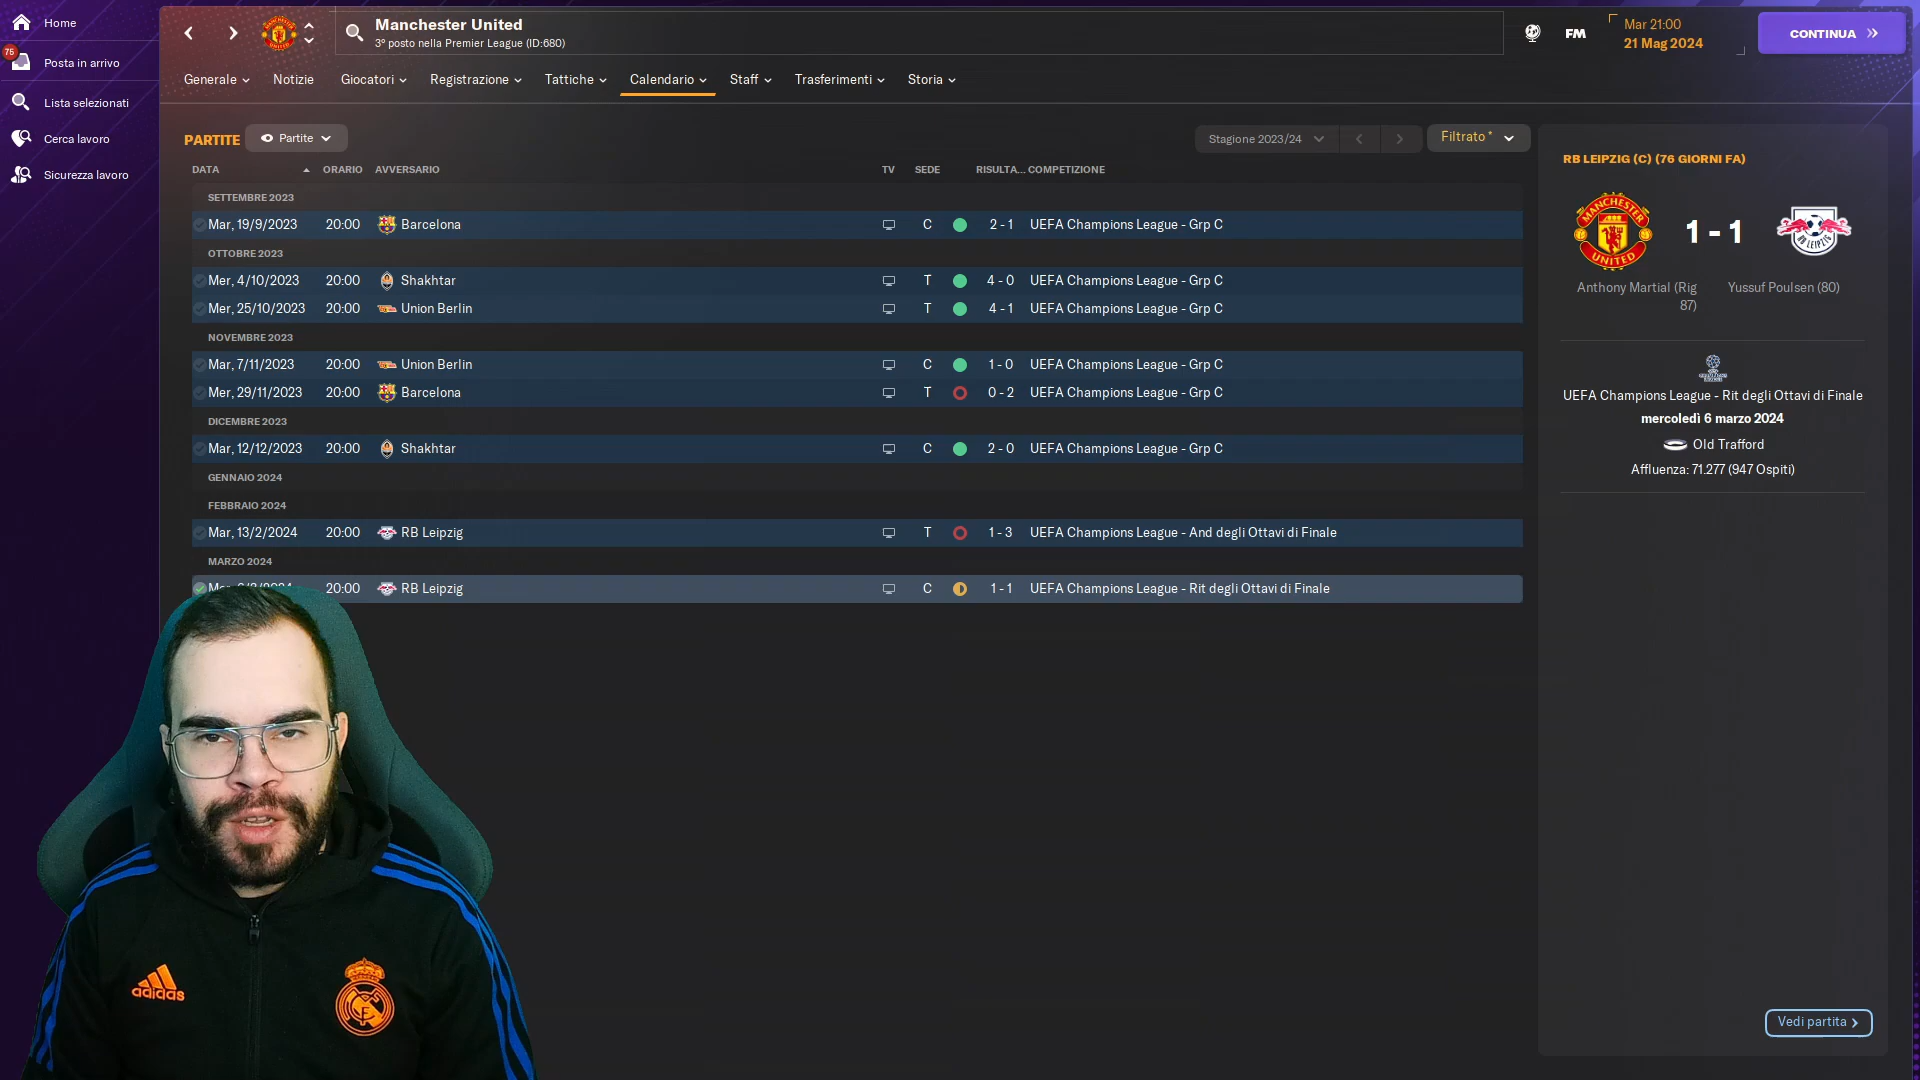 Home
75
Posta in arrivo
Lista selezionati
Cerca lavoro
Sicurezza lavoro
Manchester United
3º posto nella Premier League (ID:680)
FM
Mar 21:00
21 Mag 2024
CONTINUA
Generale
Notizie
Giocatori
Registrazione
Tattiche
Calendario
Staff
Trasferimenti
Storia
PARTITE
Partite
Stagione 2023/24
Filtrato *
DATA ORARIO AVVERSARIO TV SEDE RISULTA... COMPETIZIONE
SETTEMBRE 2023
Mar, 19/9/2023 20:00 Barcelona C 2 - 1 UEFA Champions League - Grp C
OTTOBRE 2023
Mer, 4/10/2023 20:00 Shakhtar T 4 - 0 UEFA Champions League - Grp C
Mer, 25/10/2023 20:00 Union Berlin T 4 - 1 UEFA Champions League - Grp C
NOVEMBRE 2023
Mar, 7/11/2023 20:00 Union Berlin C 1 - 0 UEFA Champions League - Grp C
Mer, 29/11/2023 20:00 Barcelona T 0 - 2 UEFA Champions League - Grp C
DICEMBRE 2023
Mar, 12/12/2023 20:00 Shakhtar C 2 - 0 UEFA Champions League - Grp C
GENNAIO 2024
FEBBRAIO 2024
Mar, 13/2/2024 20:00 RB Leipzig T 1 - 3 UEFA Champions League - And degli Ottavi di Finale
MARZO 2024
20:00 RB Leipzig C 1 - 1 UEFA Champions League - Rit degli Ottavi di Finale
RB LEIPZIG (C) (76 GIORNI FA)
MANCHESTER
UNITED
1 - 1
RB LEIPZIG
Anthony Martial (Rig
87)
Yussuf Poulsen (80)
UEFA Champions League - Rit degli Ottavi di Finale
mercoledì 6 marzo 2024
Old Trafford
Affluenza: 71.277 (947 Ospiti)
Vedi partita
adidas